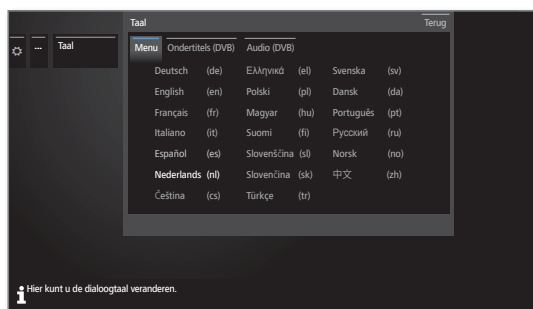 Taal Terug
... Taal
Menu Ondertitels (DVB) Audio (DVB)
Deutsch (de) Ελληνικά (el) Svenska (sv)
English (en) Polski (pl) Dansk (da)
Français (fr) Magyar (hu) Português (pt)
Italiano (it) Suomi (fi) Русский (ru)
Español (es) Slovenščina (sl) Norsk (no)
Nederlands (nl) Slovenčina (sk) 中文 (zh)
Čeština (cs) Türkçe (tr)
Hier kunt u de dialoogtaal veranderen.